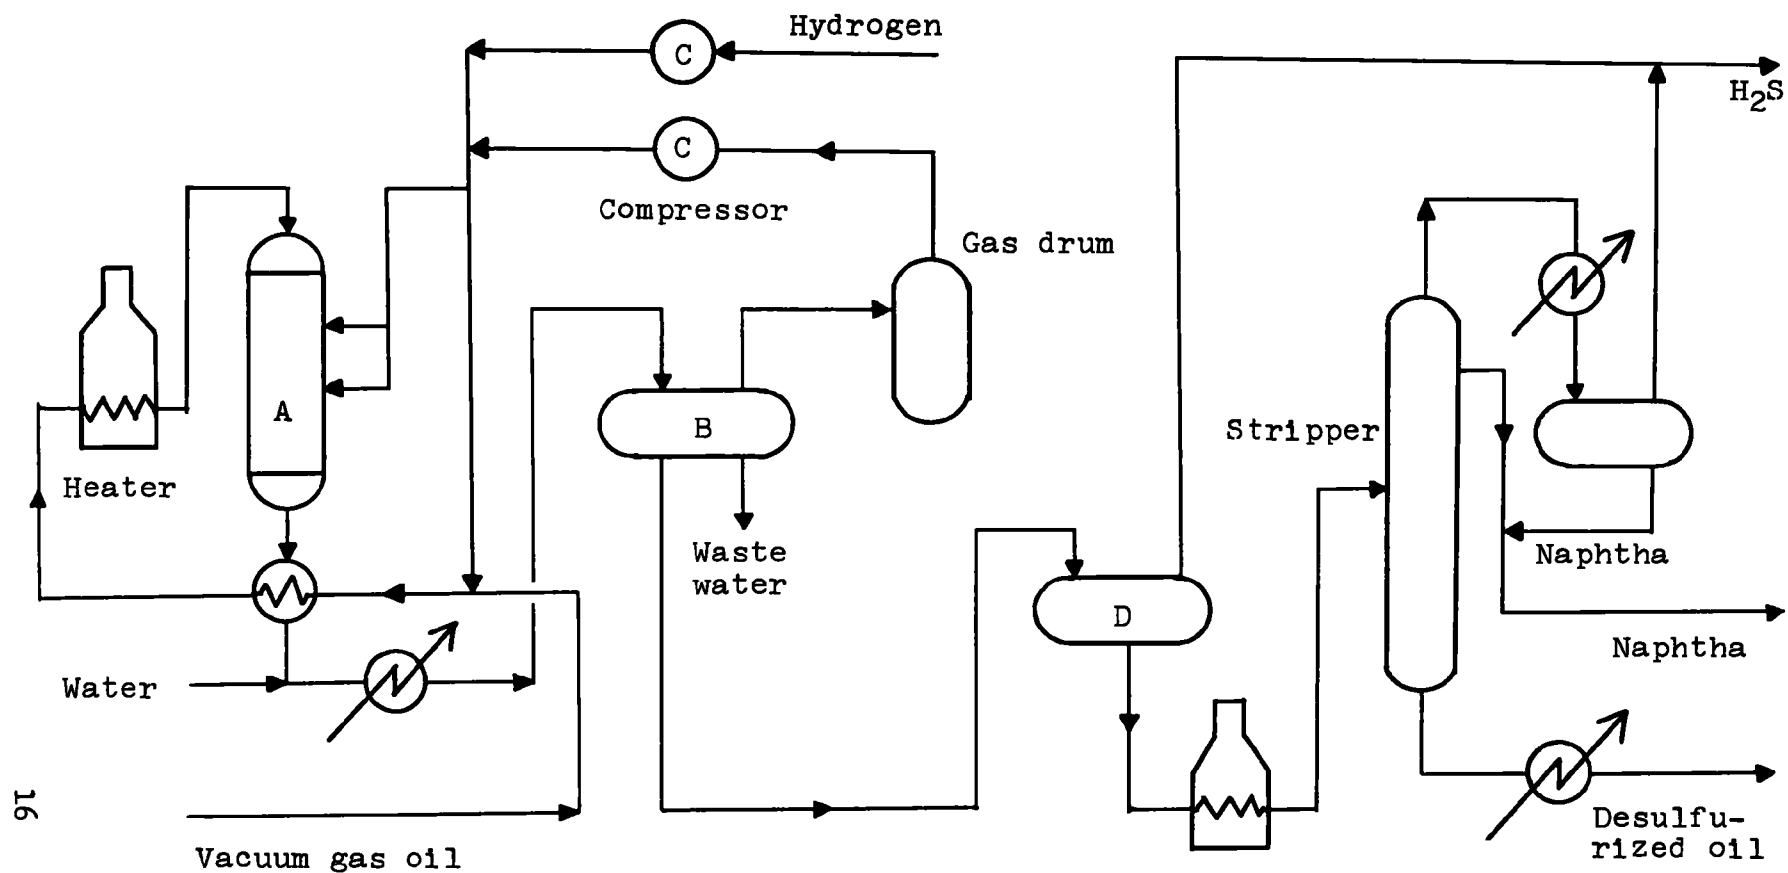 Hydrogen
C
H2S
C
Compressor
Gas drum
A
B
Stripper
Heater
Waste
water
Naphtha
D
Water
Naphtha
16
Desulfu-
rized oil
Vacuum gas oil